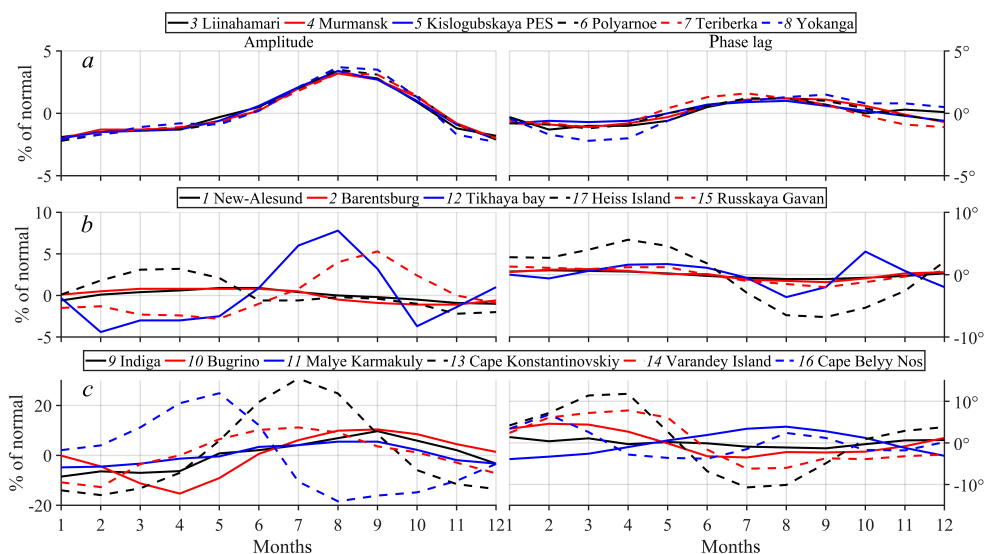 3 Liinahamari 4 Murmansk 5 Kislogubskaya PES 6 Polyarnoe 7 Teriberka 8 Yokanga
Amplitude Phase lag
5 5°
a
0 0°
% of normal
-5 -5°
1 New-Alesund 2 Barentsburg 12 Tikhaya bay 17 Heiss Island 15 Russkaya Gavan
10 10°
b
5
0 0°
% of normal
-5 -10°
9 Indiga 10 Bugrino 11 Malye Karmakuly 13 Cape Konstantinovskiy 14 Varandey Island 16 Cape Belyy Nos
c
20 10°
0 0°
% of normal
-20 -10°
1 2 3 4 5 6 7 8 9 10 11 12 1 2 3 4 5 6 7 8 9 10 11 12
Months Months